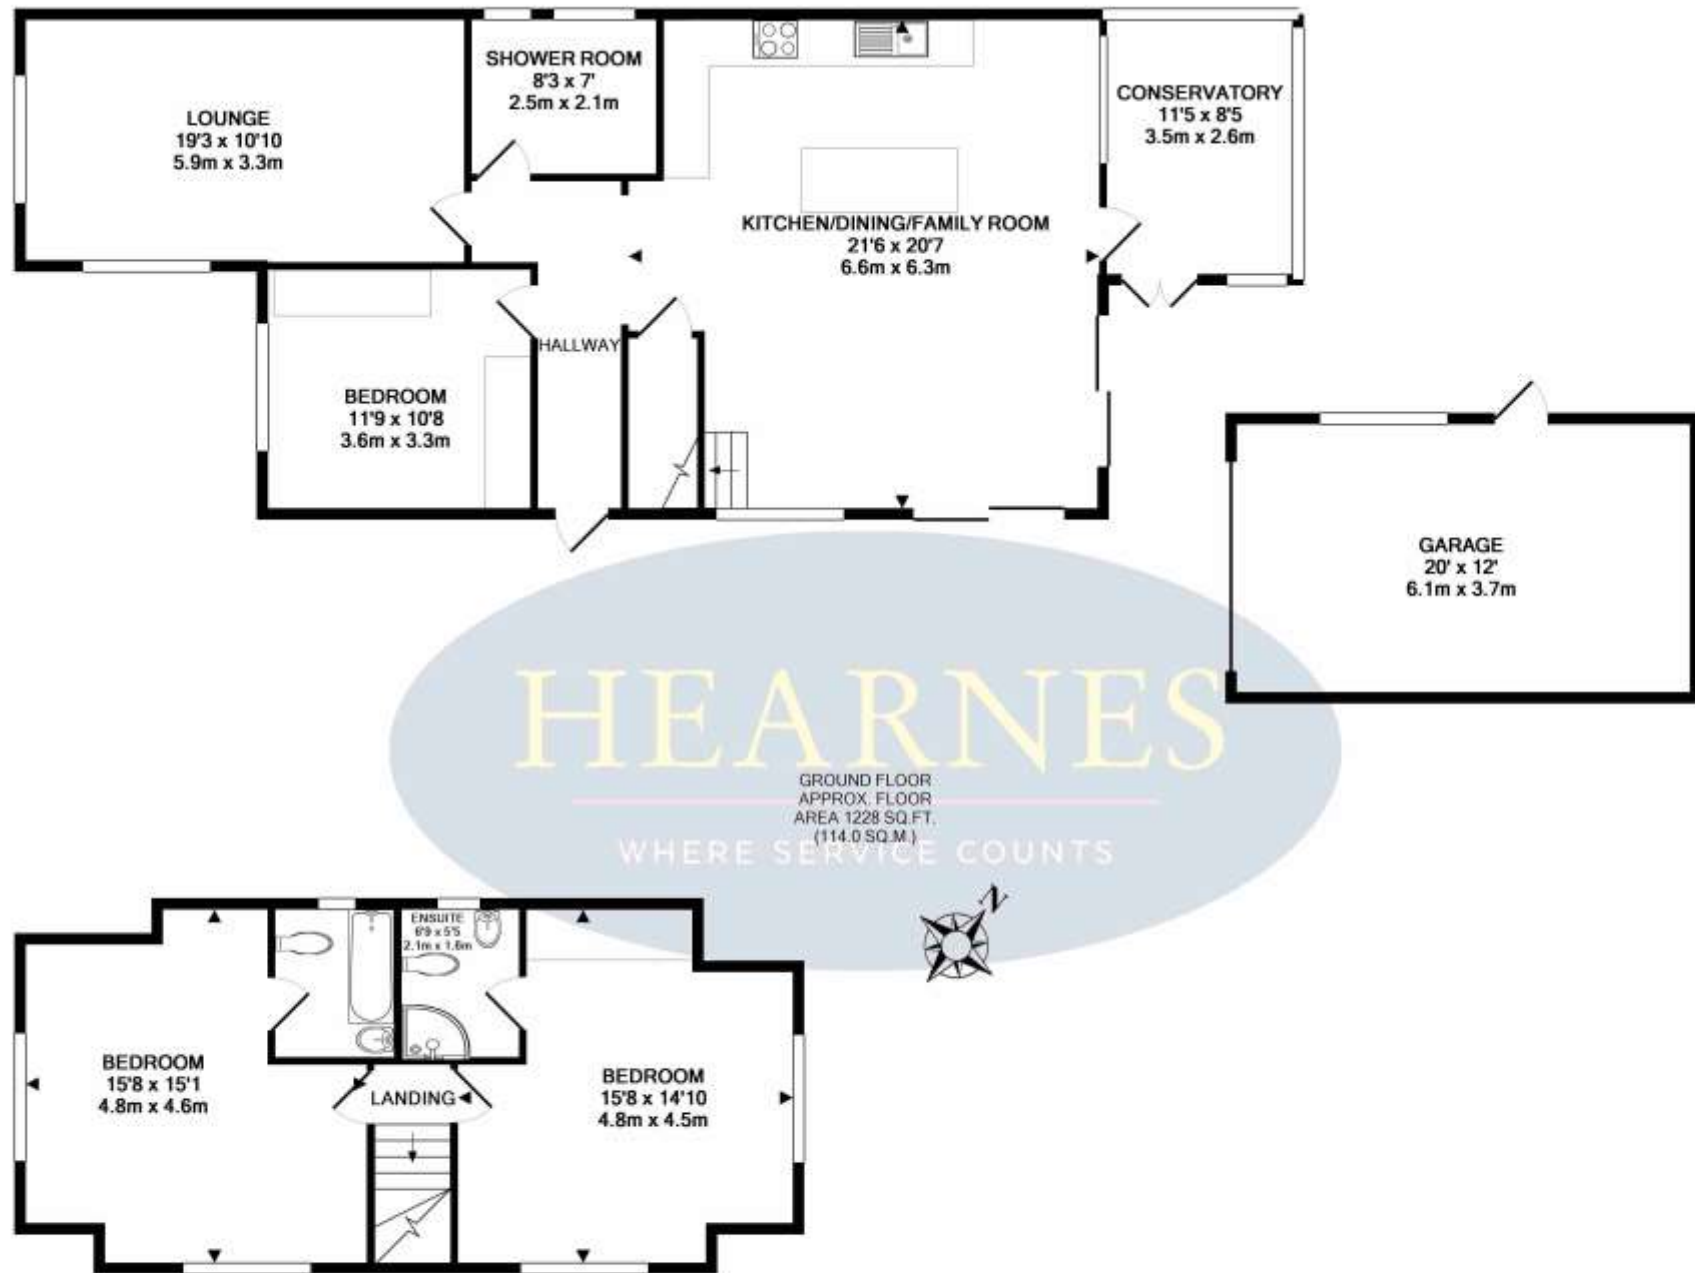 LOUNGE
19'3 x 10'10
5.9m x 3.3m
SHOWER ROOM
8'3 x 7'
2.5m x 2.1m
KITCHEN/DINING/FAMILY ROOM
21'6 x 20'7
6.6m x 6.3m
CONSERVATORY
11'5 x 8'5
3.5m x 2.6m
HALLWAY
BEDROOM
11'9 x 10'8
3.6m x 3.3m
GARAGE
20' x 12'
6.1m x 3.7m
HEARNES
GROUND FLOOR
APPROX. FLOOR
AREA 1228 SQ.FT.
(114.0 SQ.M.)
WHERE SERVICE COUNTS
N
ENSUITE
6'9 x 5'5
2.1m x 1.6m
BEDROOM
15'8 x 15'1
4.8m x 4.6m
LANDING
BEDROOM
15'8 x 14'10
4.8m x 4.5m